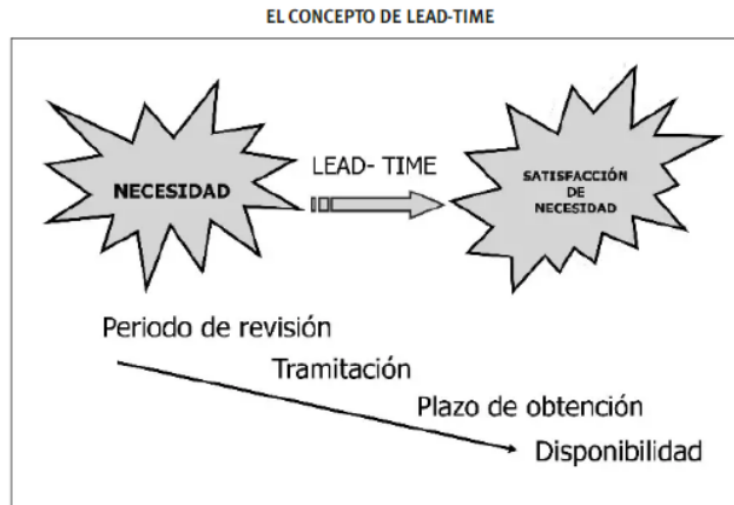 EL CONCEPTO DE LEAD-TIME
NECESIDAD
LEAD- TIME
SATISFACCIÓN
DE
NECESIDAD
Periodo de revisión
Tramitación
Plazo de obtención
Disponibilidad